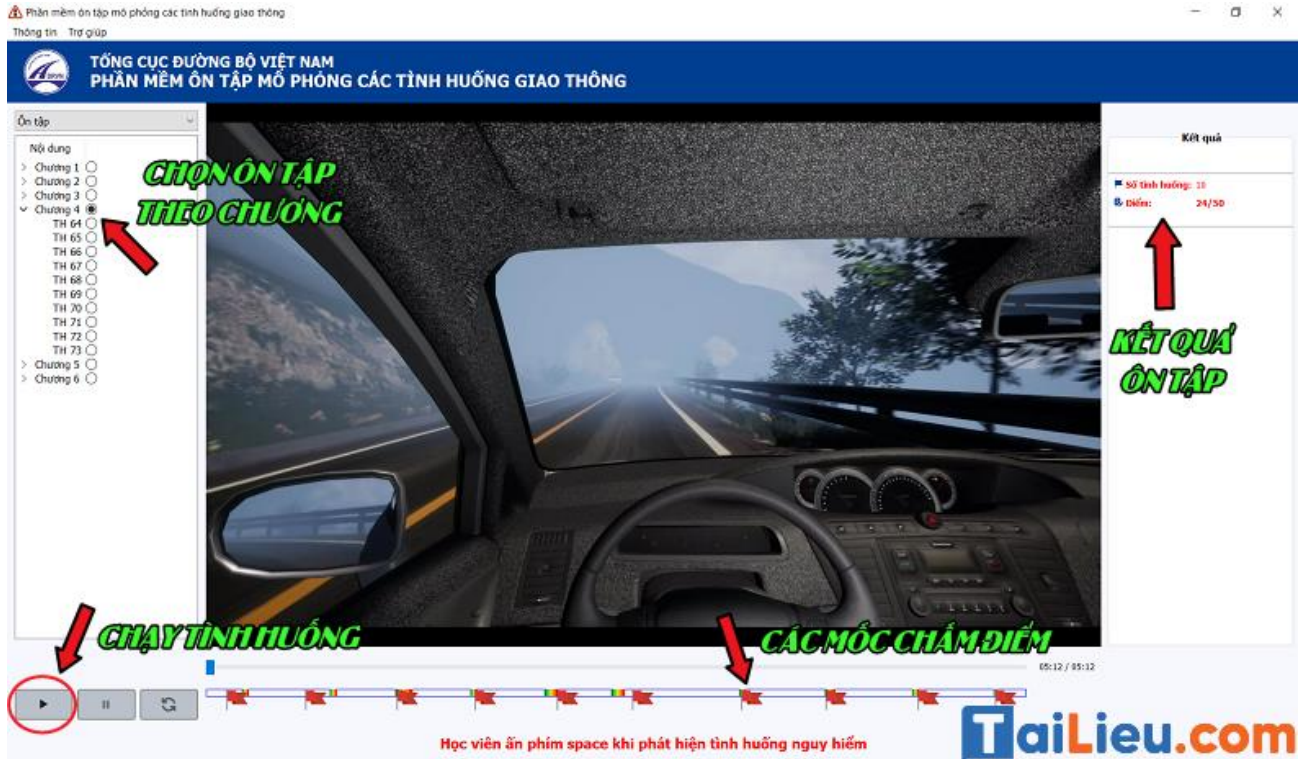 Phần mềm ôn tập mô phỏng các tình huống giao thông
Thông tin Trợ giúp
TỔNG CỤC ĐƯỜNG BỘ VIỆT NAM
PHẦN MỀM ÔN TẬP MÔ PHỎNG CÁC TÌNH HUỐNG GIAO THÔNG
Ôn tập
Nội dung
Chương 1
Chương 2
Chương 3
Chương 4
TH 64
TH 65
TH 66
TH 67
TH 68
TH 69
TH 70
TH 71
TH 72
TH 73
Chương 5
Chương 6
CHỌN ÔN TẬP
THEO CHƯƠNG
Kết quả
Số tình huống: 10
Điểm: 24/50
KẾT QUẢ
ÔN TẬP
CHẠY TÌNH HUỐNG
CÁC MỐC CHẤM ĐIỂM
05:12 / 05:12
Học viên ấn phím space khi phát hiện tình huống nguy hiểm
TaiLieu.com